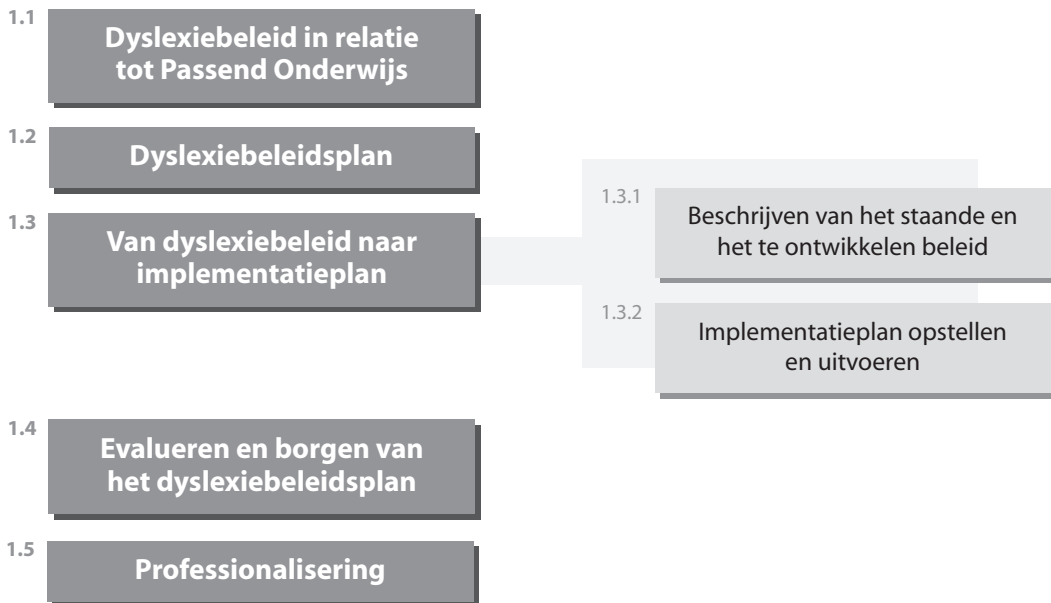 1.1
Dyslexiebeleid in relatie
tot Passend Onderwijs
1.2
Dyslexiebeleidsplan
1.3
Van dyslexiebeleid naar
implementatieplan
1.3.1
Beschrijven van het staande en
het te ontwikkelen beleid
1.3.2
Implementatieplan opstellen
en uitvoeren
1.4
Evalueren en borgen van
het dyslexiebeleidsplan
1.5
Professionalisering